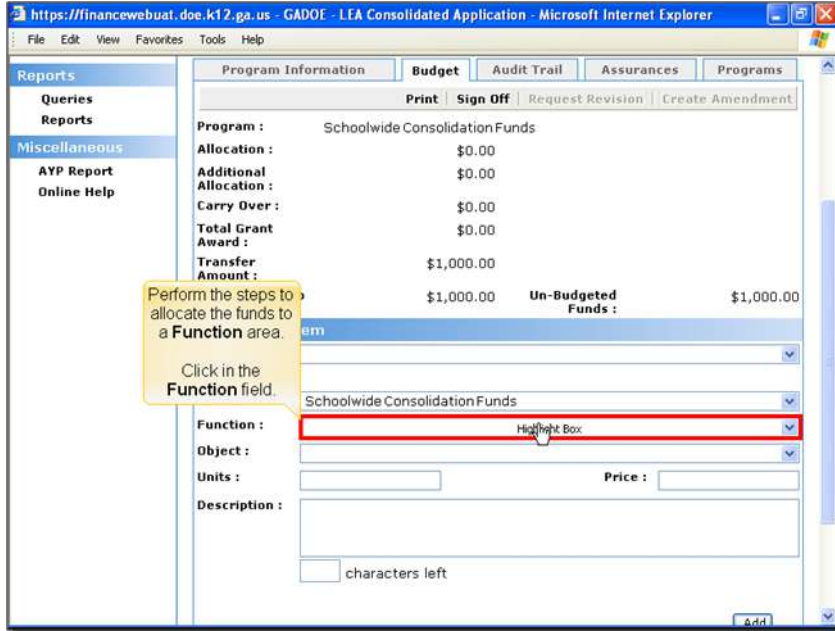 https://financewebuat.doe.k12.ga.us - GADOE - LEA Consolidated Application - Microsoft Internet Explorer
File Edit View Favorites Tools Help
Reports
Queries
Reports
Miscellaneous
AYP Report
Online Help
Program Information Budget Audit Trail Assurances Programs
Print Sign Off Request Revision Create Amendment
Program : Schoolwide Consolidation Funds
Allocation : $0.00
Additional $0.00
Allocation :
Carry Over : $0.00
Total Grant $0.00
Award :
Transfer $1,000.00
Amount :
$1,000.00 Un-Budgeted $1,000.00
Funds :
Perform the steps to
allocate the funds to
a Function area.
Click in the
Function field.
em
Schoolwide Consolidation Funds
Function : Highlight Box
Object :
Units : Price :
Description :
characters left
Add